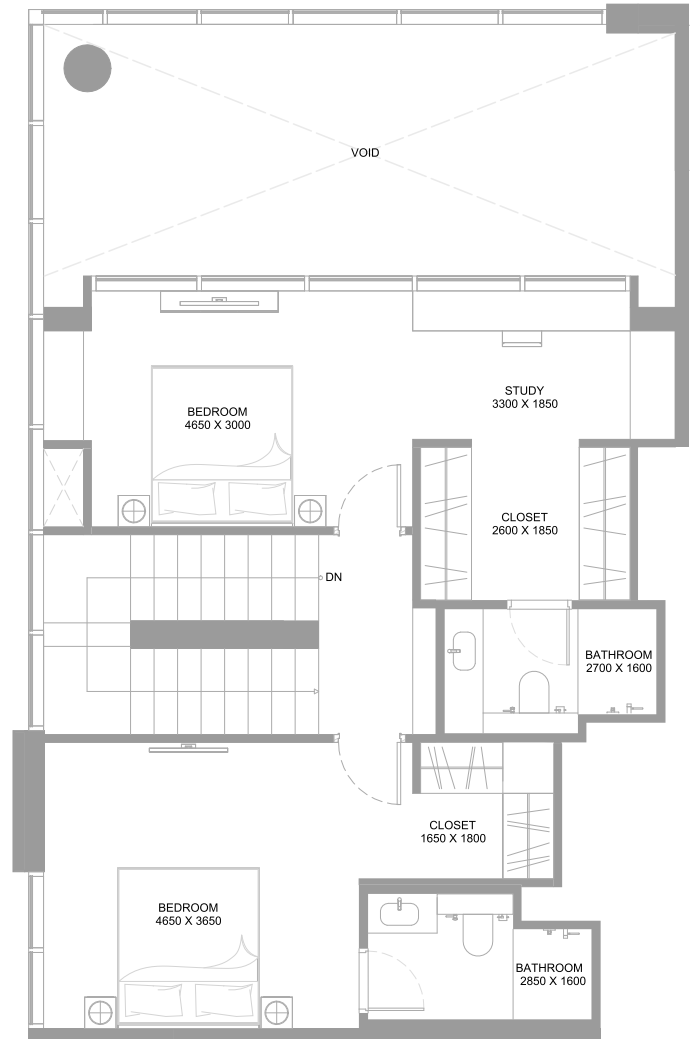 VOID
BEDROOM
4650 X 3000
STUDY
3300 X 1850
CLOSET
2600 X 1850
DN
BATHROOM
2700 X 1600
CLOSET
1650 X 1800
BEDROOM
4650 X 3650
BATHROOM
2850 X 1600